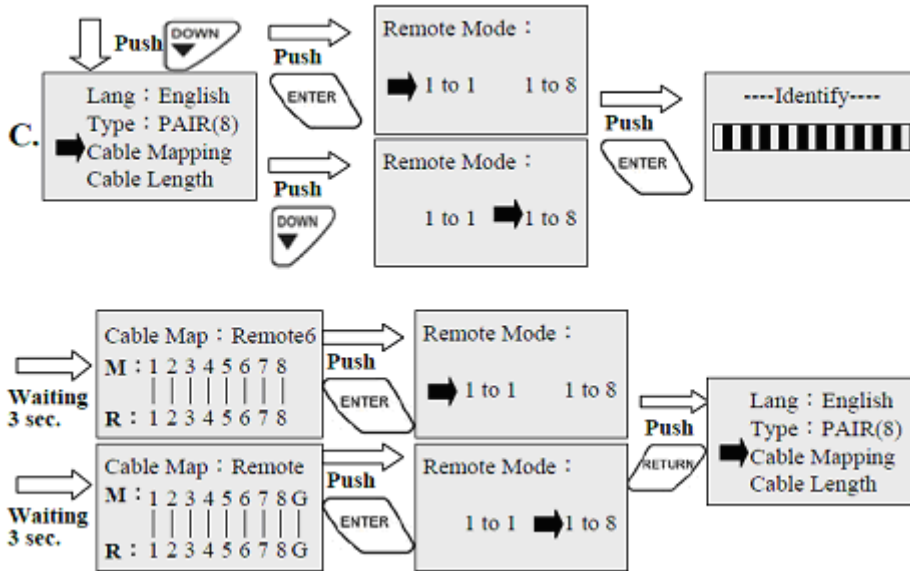 Push DOWN
C.
Lang：English
Type：PAIR(8)
Cable Mapping
Cable Length
Push
ENTER
Remote Mode：
1 to 1 1 to 8
Push
DOWN
Remote Mode：
1 to 1 1 to 8
Push
ENTER
----Identify----
Waiting
3 sec.
Cable Map：Remote6
M：1 2 3 4 5 6 7 8
R：1 2 3 4 5 6 7 8
Push
ENTER
Remote Mode：
1 to 1 1 to 8
Waiting
3 sec.
Cable Map：Remote
M：1 2 3 4 5 6 7 8G
R：1 2 3 4 5 6 7 8G
Push
ENTER
Remote Mode：
1 to 1 1 to 8
Push
RETURN
Lang：English
Type：PAIR(8)
Cable Mapping
Cable Length